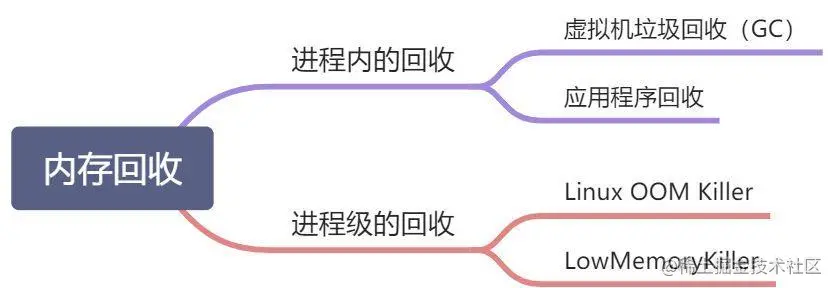 内存回收
进程内的回收
虚拟机垃圾回收（GC）
应用程序回收
进程级的回收
Linux OOM Killer
LowMemoryKiller
@稀土掘金技术社区